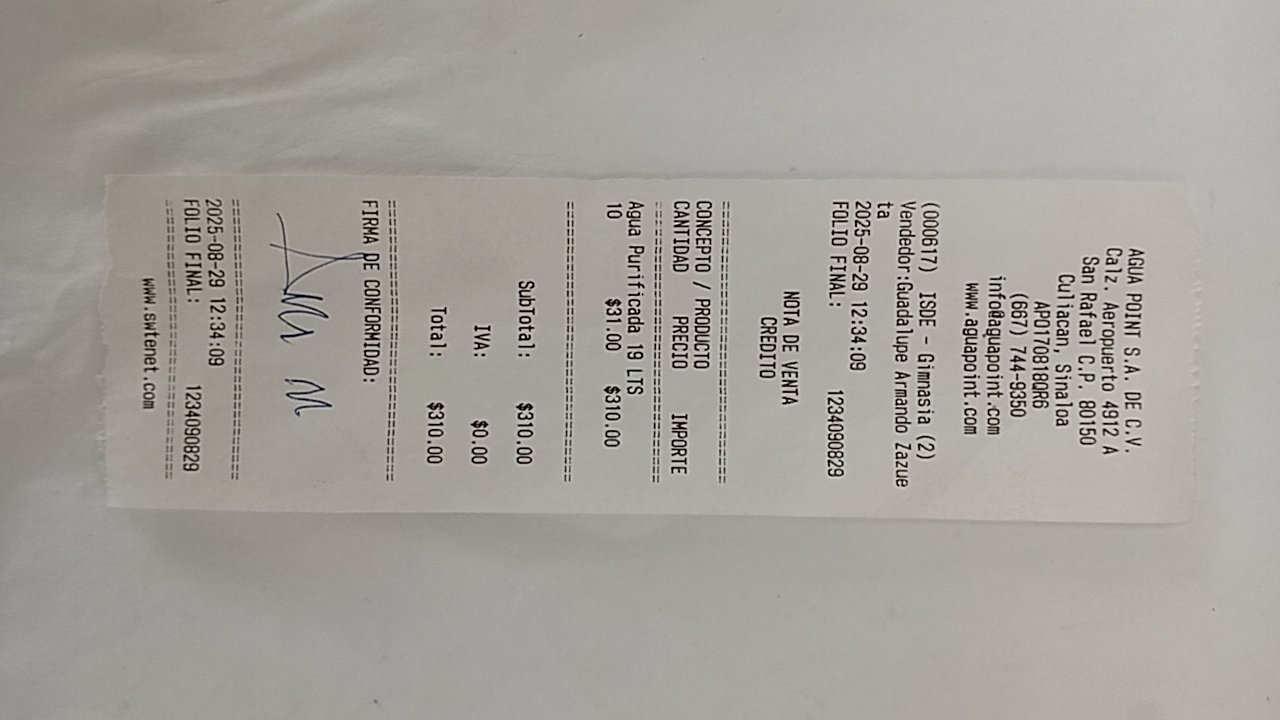 AGUA POINT S.A. DE C.V.
Calz. Aeropuerto 4912 A
San Rafael C.P. 80150
Culiacan, Sinaloa
APO170818QR6
(667) 744-9350
info@aguapoint.com
www.aguapoint.com
(000617) ISDE - Gimnasia (2)
Vendedor:Guadalupe Armando Zazue
ta
2025-08-29 12:34:09
FOLIO FINAL: 1234090829
NOTA DE VENTA
CREDITO
================================
CONCEPTO / PRODUCTO
CANTIDAD PRECIO IMPORTE
================================
Agua Purificada 19 LTS
10 $31.00 $310.00
================================
SubTotal: $310.00
IVA: $0.00
Total: $310.00
================================
FIRMA DE CONFORMIDAD:
================================
2025-08-29 12:34:09
FOLIO FINAL: 1234090829
================================
www.swtenet.com